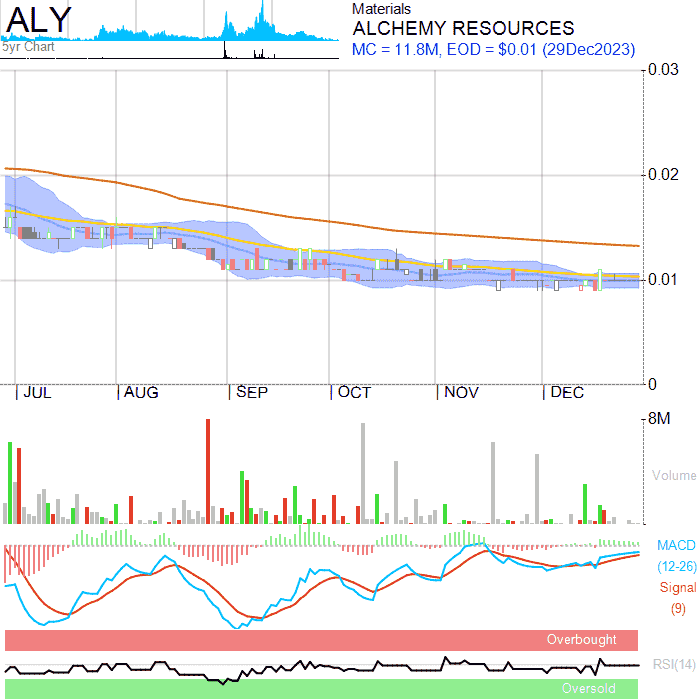 ALY
5yr Chart
Materials
ALCHEMY RESOURCES
MC = 11.8M, EOD = $0.01 (29Dec2023)
0.03
0.02
0.01
0
JUL AUG SEP OCT NOV DEC
8M
Volume
MACD
(12-26)
Signal
(9)
Overbought
RSI(14)
Oversold